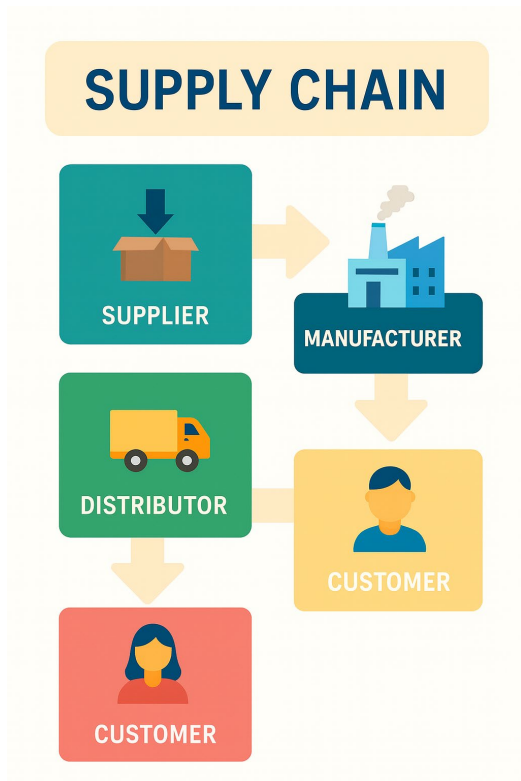 SUPPLY CHAIN
SUPPLIER
MANUFACTURER
DISTRIBUTOR
CUSTOMER
CUSTOMER